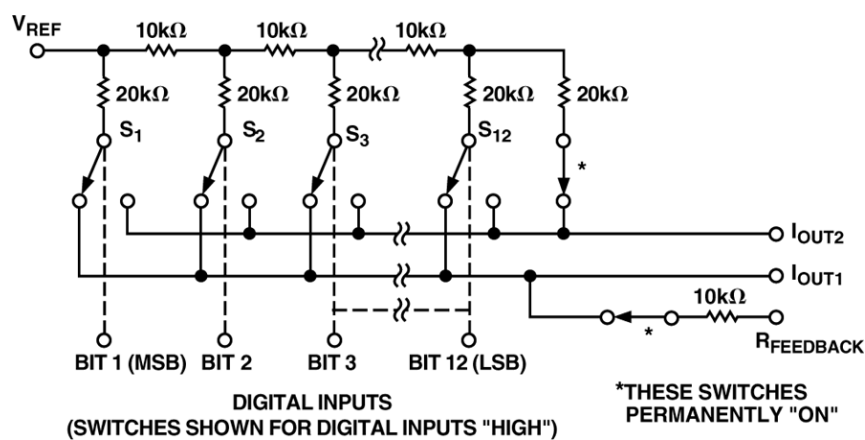 V_REF
10kΩ 10kΩ 10kΩ
20kΩ 20kΩ 20kΩ 20kΩ 20kΩ
S1 S2 S3 S12
*
IOUT2
IOUT1
10kΩ
*
RFEEDBACK
BIT 1 (MSB) BIT 2 BIT 3 BIT 12 (LSB)
DIGITAL INPUTS
(SWITCHES SHOWN FOR DIGITAL INPUTS "HIGH")
*THESE SWITCHES
PERMANENTLY "ON"